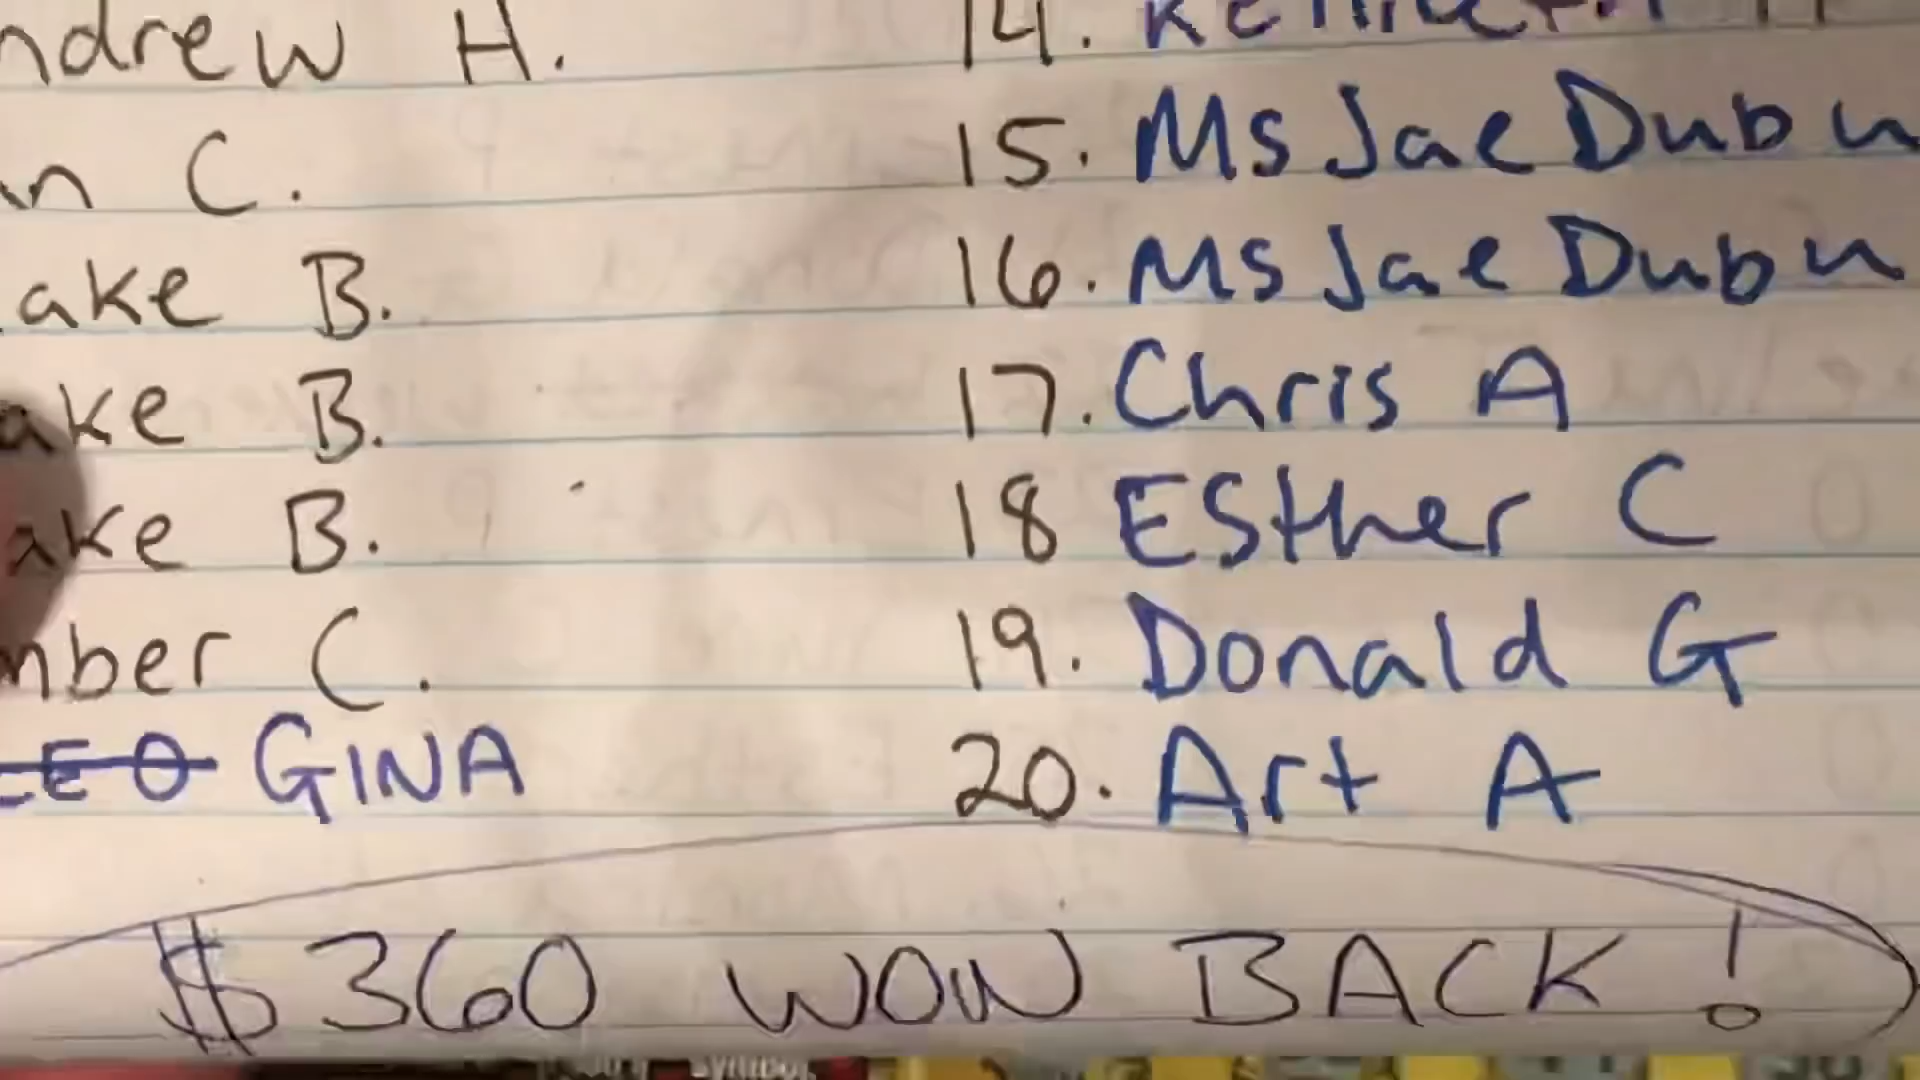 ndrew H.
n C.
ake B.
ake B.
ake B.
mber C.
EO GINA
14.
15. Ms Jae Dubu
16. Ms Jae Dubu
17. Chris A
18 Esther C
19. Donald G
20. Art A
$360 WON BACK!